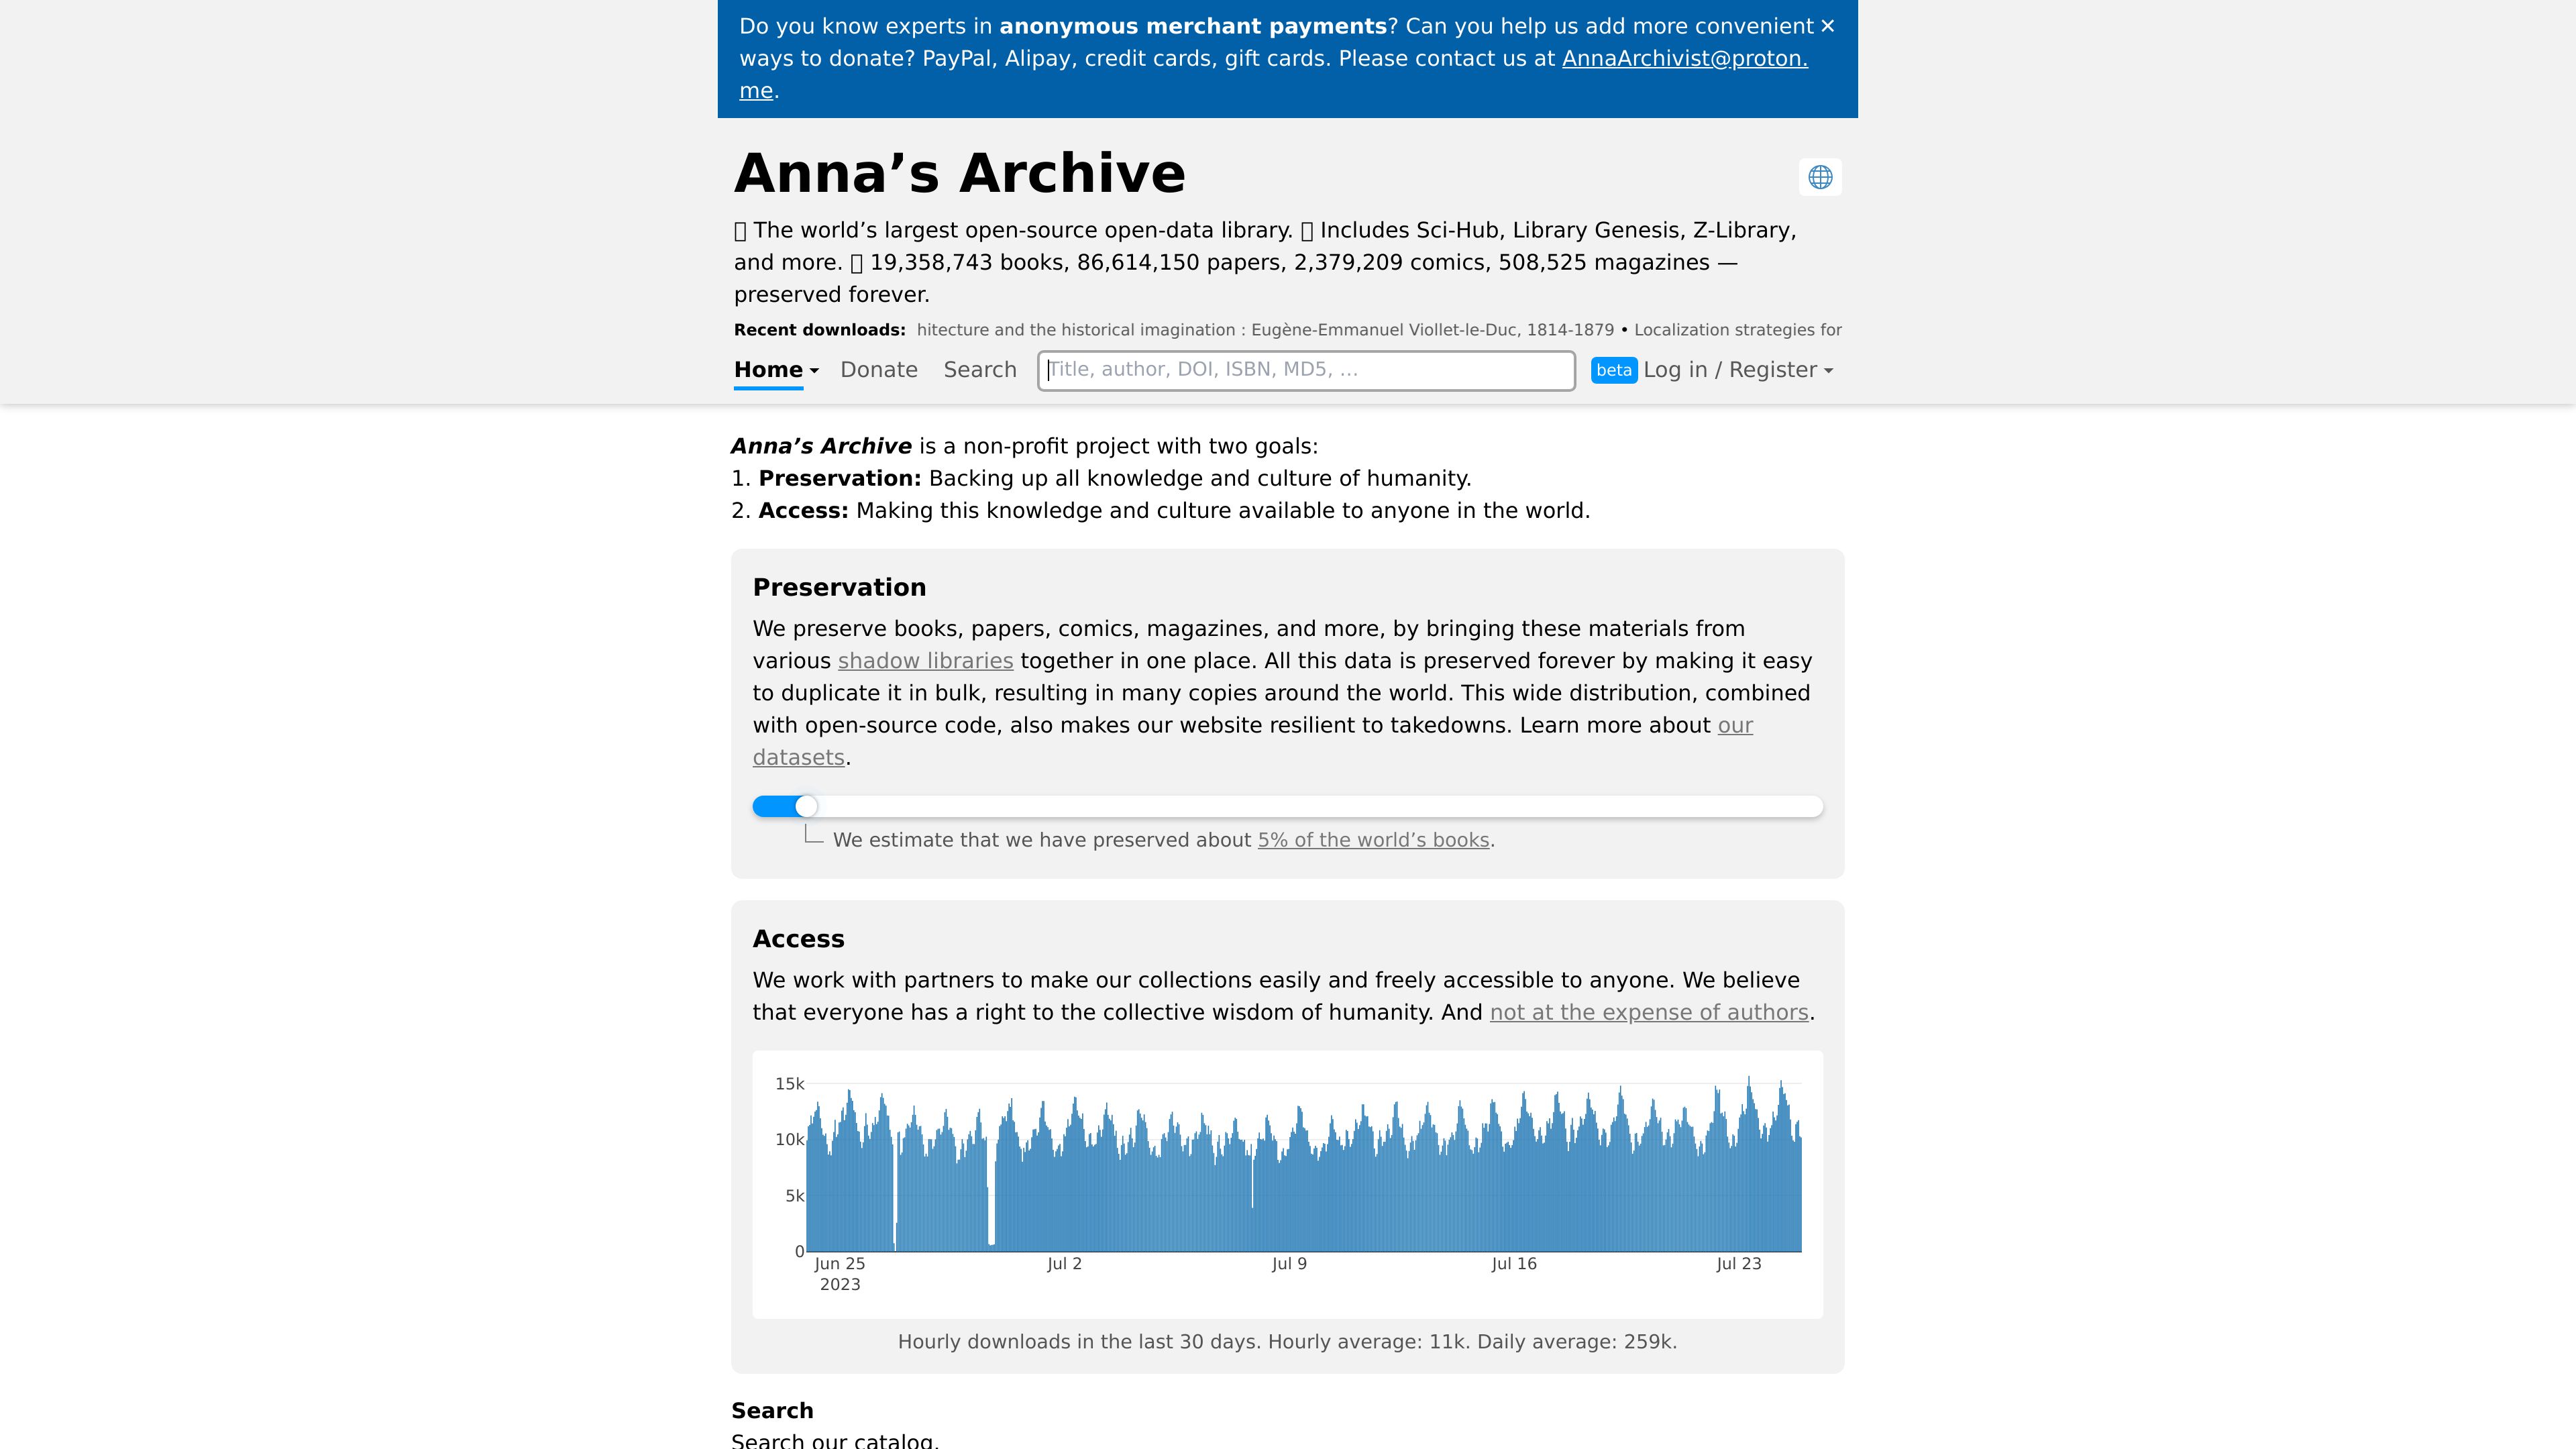 Do you know experts in anonymous merchant payments? Can you help us add more convenient ✕
ways to donate? PayPal, Alipay, credit cards, gift cards. Please contact us at AnnaArchivist@proton.
me.
Anna’s Archive
The world’s largest open-source open-data library. Includes Sci-Hub, Library Genesis, Z-Library,
and more. 19,358,743 books, 86,614,150 papers, 2,379,209 comics, 508,525 magazines —
preserved forever.
Recent downloads: hitecture and the historical imagination : Eugène-Emmanuel Viollet-le-Duc, 1814-1879 • Localization strategies for
Home Donate Search Title, author, DOI, ISBN, MD5, … beta Log in / Register
Anna’s Archive is a non-profit project with two goals:
1. Preservation: Backing up all knowledge and culture of humanity.
2. Access: Making this knowledge and culture available to anyone in the world.
Preservation
We preserve books, papers, comics, magazines, and more, by bringing these materials from
various shadow libraries together in one place. All this data is preserved forever by making it easy
to duplicate it in bulk, resulting in many copies around the world. This wide distribution, combined
with open-source code, also makes our website resilient to takedowns. Learn more about our
datasets.
We estimate that we have preserved about 5% of the world’s books.
Access
We work with partners to make our collections easily and freely accessible to anyone. We believe
that everyone has a right to the collective wisdom of humanity. And not at the expense of authors.
15k
10k
5k
0
Jun 25 Jul 2 Jul 9 Jul 16 Jul 23
2023
Hourly downloads in the last 30 days. Hourly average: 11k. Daily average: 259k.
Search
Search our catalog.